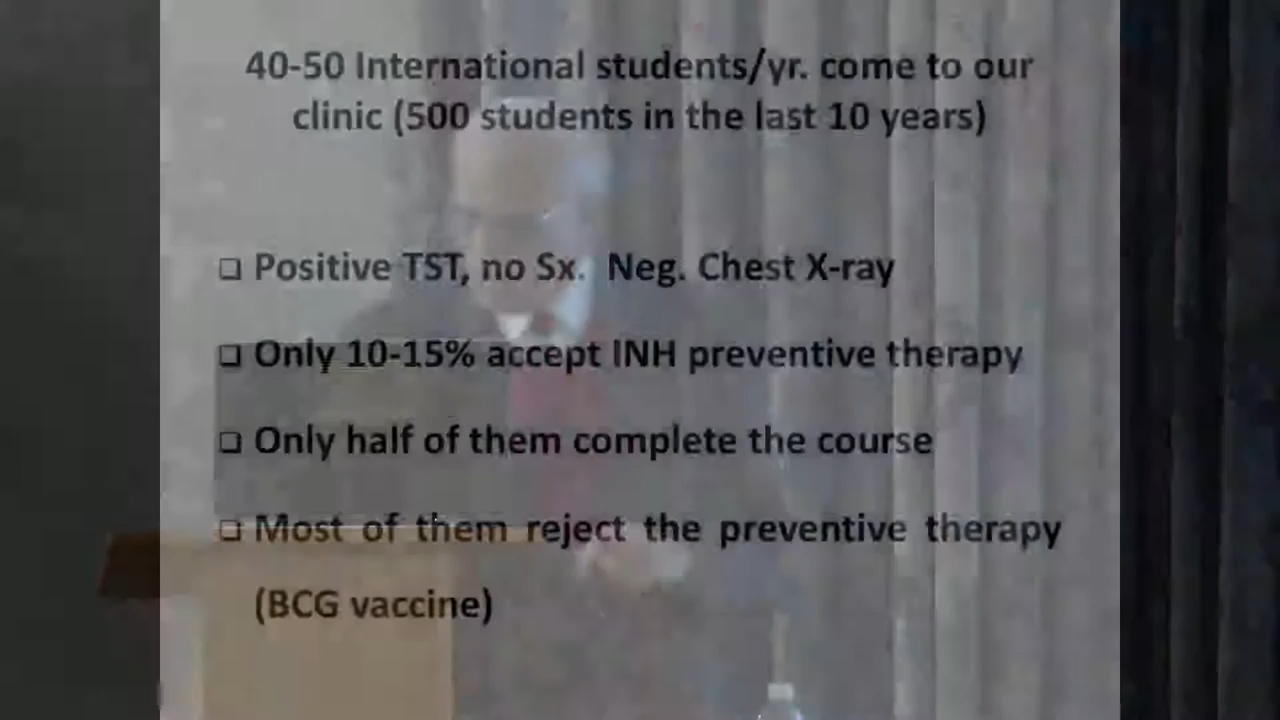 40-50 International students/yr. come to our
clinic (500 students in the last 10 years)
❑ Positive TST, no Sx. Neg. Chest X-ray
❑ Only 10-15% accept INH preventive therapy
❑ Only half of them complete the course
❑ Most of them reject the preventive therapy
(BCG vaccine)